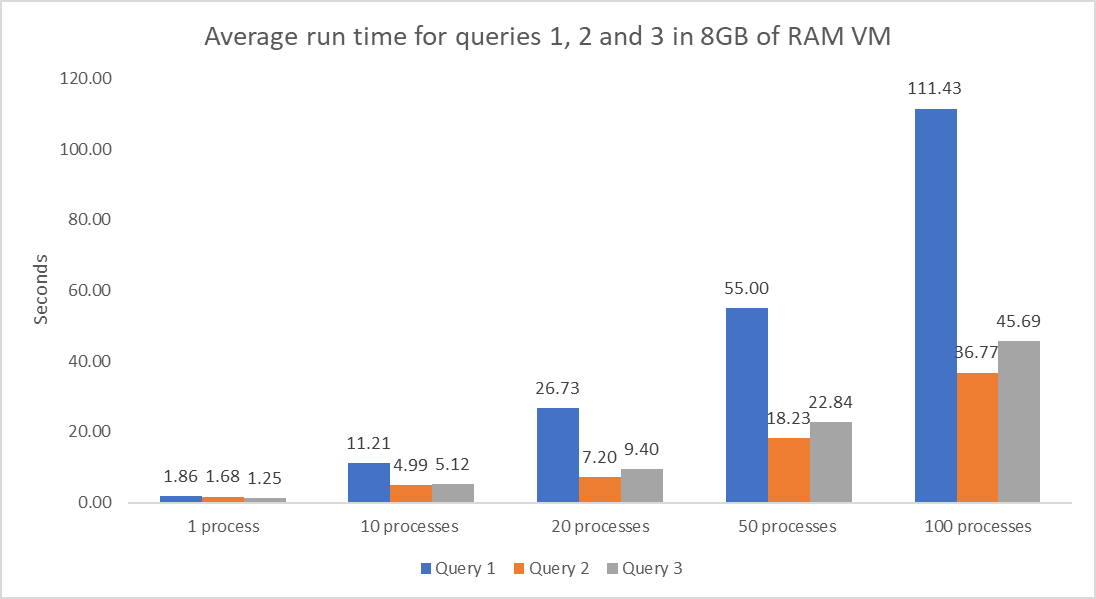 Average run time for queries 1, 2 and 3 in 8GB of RAM VM
120.00
100.00
80.00
60.00
40.00
20.00
0.00
Seconds
1.86 1.68 1.25
11.21 4.99 5.12
26.73 7.20 9.40
55.00 18.23 22.84
111.43 36.77 45.69
1 process 10 processes 20 processes 50 processes 100 processes
Query 1 Query 2 Query 3